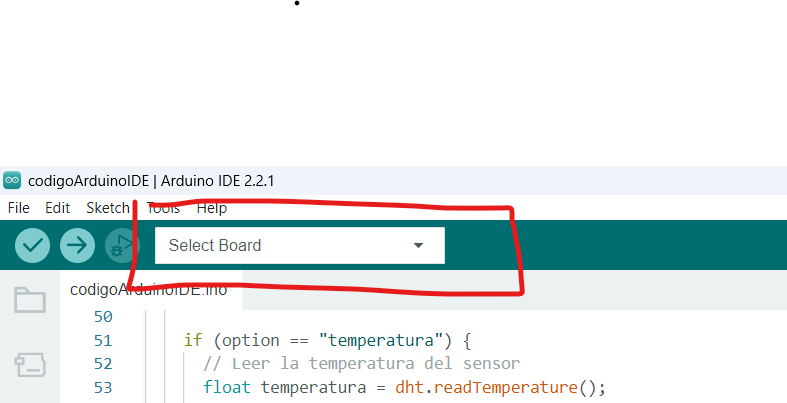 codigoArduinoIDE | Arduino IDE 2.2.1
File Edit Sketch Tools Help
Select Board
codigoArduinoIDE.ino
50
51 if (option == "temperatura") {
52 // Leer la temperatura del sensor
53 float temperatura = dht.readTemperature();